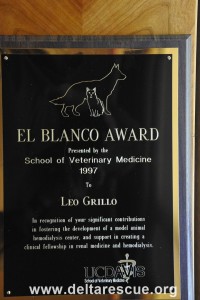 EL BLANCO AWARD
Presented by the
School of Veterinary Medicine
1997
To
LEO GRILLO
In recognition of your significant contributions
in fostering the development of a model animal
hemodialysis center, and support in creating a
clinical fellowship in renal medicine and hemodialysis.
UCDAVIS
School of Veterinary Medicine
www.deltarescue.org